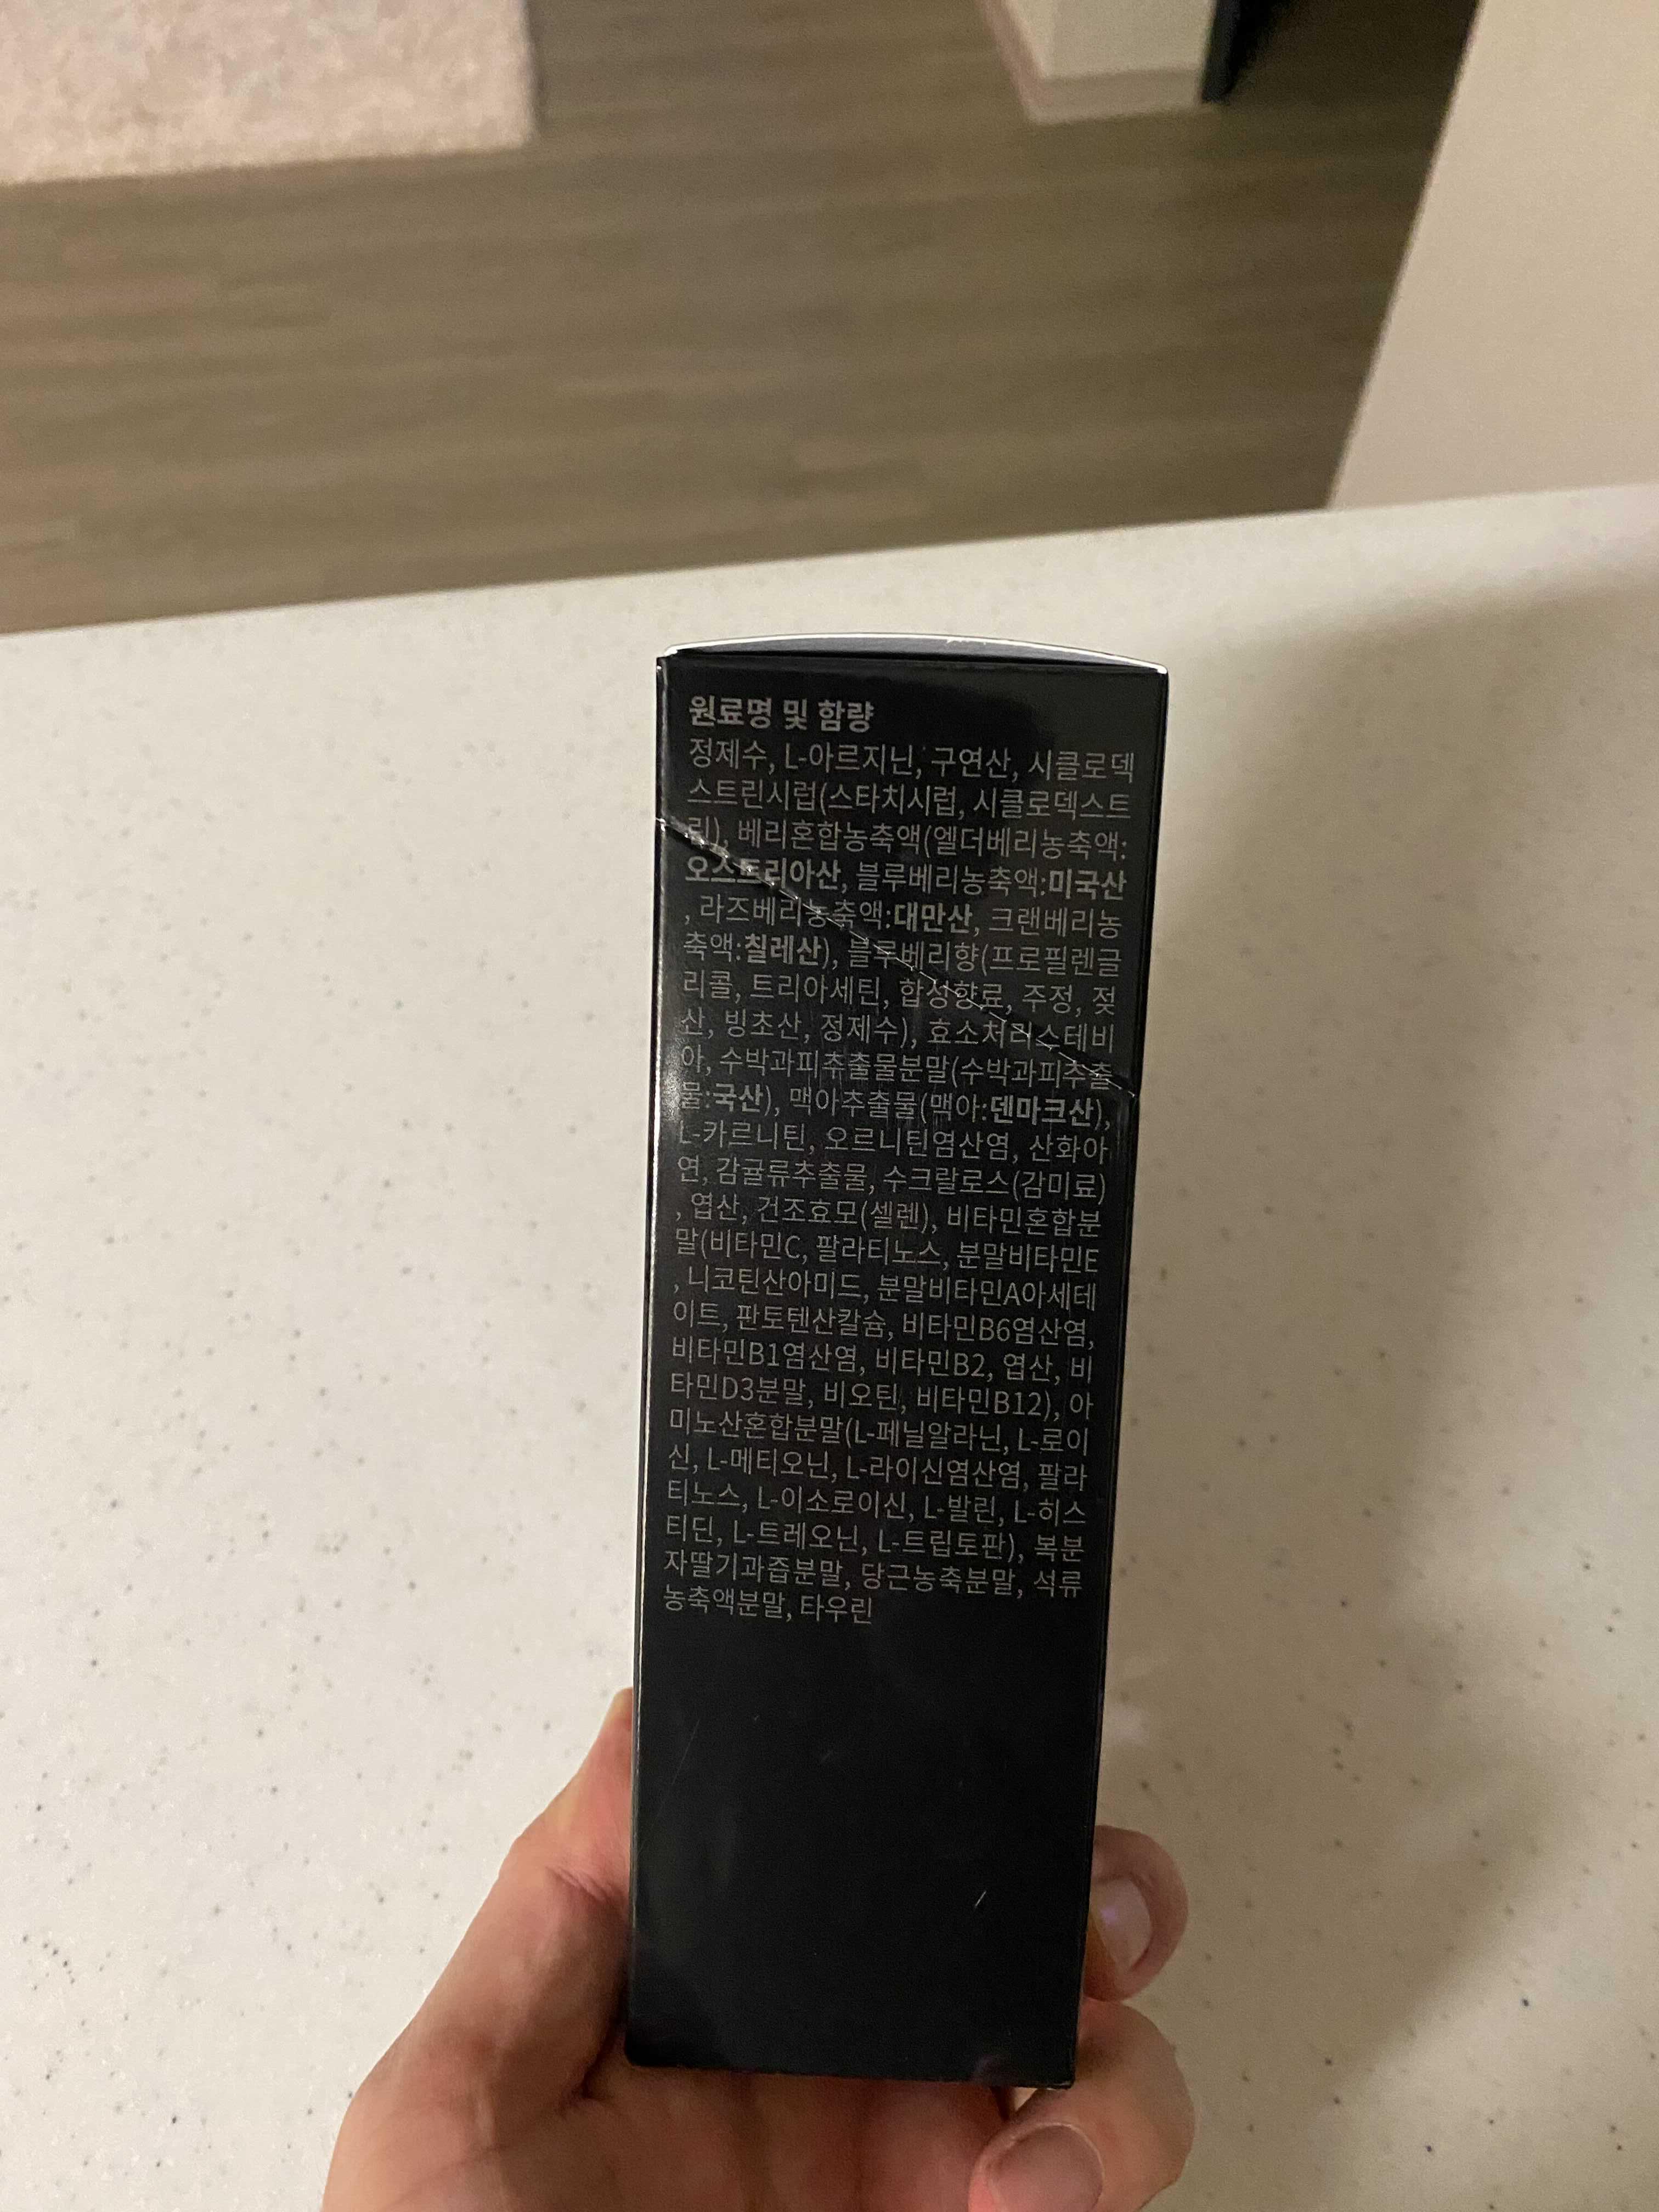 원료명 및 함량
정제수, L-아르지닌, 구연산, 시클로덱
스트린시럽(스타치시럽, 시클로덱스트
린), 베리혼합농축액(엘더베리농축액:
오스트리아산, 블루베리농축액:미국산
, 라즈베리농축액:대만산, 크랜베리농
축액:칠레산), 블루베리향(프로필렌글
리콜, 트리아세틴, 합성향료, 주정, 젖
산, 빙초산, 정제수), 효소처리스테비
아, 수박과피추출물분말(수박과피추출
물:국산), 맥아추출물(맥아:덴마크산),
L-카르니틴, 오르니틴염산염, 산화아
연, 감귤류추출물, 수크랄로스(감미료)
, 엽산, 건조효모(셀렌), 비타민혼합분
말(비타민C, 팔라티노스, 분말비타민E
, 니코틴산아미드, 분말비타민A아세테
이트, 판토텐산칼슘, 비타민B6염산염,
비타민B1염산염, 비타민B2, 엽산, 비
타민D3분말, 비오틴, 비타민B12), 아
미노산혼합분말(L-페닐알라닌, L-로이
신, L-메티오닌, L-라이신염산염, 팔라
티노스, L-이소로이신, L-발린, L-히스
티딘, L-트레오닌, L-트립토판), 복분
자딸기과즙분말, 당근농축분말, 석류
농축액분말, 타우린